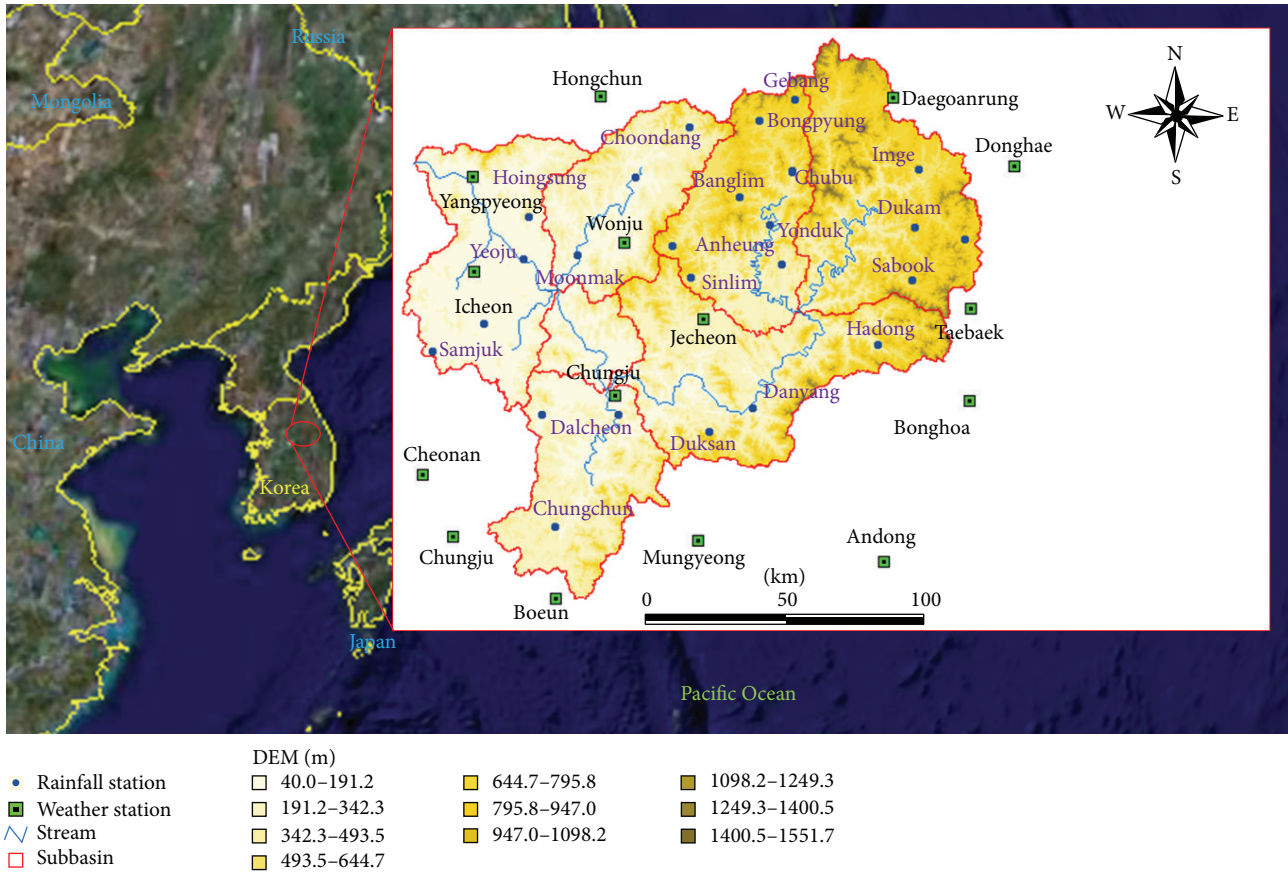 Russia
Mongolia
China
Korea
Japan
Pacific Ocean
Hongchun
Gebang
Daegoanrung
Bongpyung
Choondang
Donghae
Imge
Hoingsung
Banglim
Chubu
Yangpyeong
Dukam
Wonju
Yonduk
Yeoju
Anheung
Moonmak
Sabook
Sinlim
Icheon
Jecheon
Hadong
Taebaek
Samjuk
Chungju
Danyang
Dalcheon
Bonghoa
Duksan
Cheonan
Chungchun
Chungju
Mungyeong
Andong
Boeun
(km)
0 50 100
N
W E
S
Rainfall station
Weather station
Stream
Subbasin
DEM (m)
40.0–191.2
191.2–342.3
342.3–493.5
493.5–644.7
644.7–795.8
795.8–947.0
947.0–1098.2
1098.2–1249.3
1249.3–1400.5
1400.5–1551.7